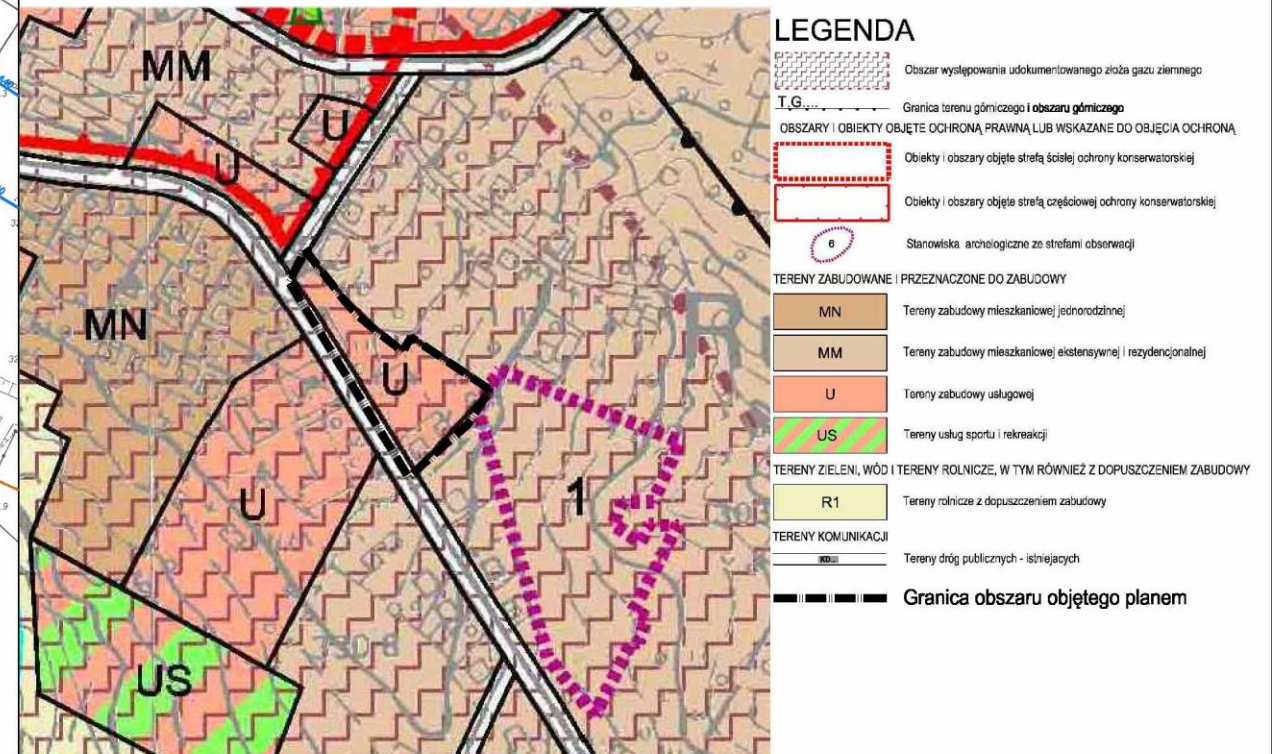 MM
U
U
MN
U
U
1
US
LEGENDA
Obszar występowania udokumentowanego złoża gazu ziemnego
T.G....
Granica terenu górniczego i obszaru górniczego
OBSZARY I OBIEKTY OBJĘTE OCHRONĄ PRAWNĄ LUB WSKAZANE DO OBJĘCIA OCHRONĄ
Obiekty i obszary objęte strefą ścisłej ochrony konserwatorskiej
Obiekty i obszary objęte strefą częściowej ochrony konserwatorskiej
6 Stanowiska archelogiczne ze strefami obserwacji
TERENY ZABUDOWANE I PRZEZNACZONE DO ZABUDOWY
MN Tereny zabudowy mieszkaniowej jednorodzinnej
MM Tereny zabudowy mieszkaniowej ekstensywnej i rezydencjonalnej
U Tereny zabudowy usługowej
US Tereny usług sportu i rekreakcji
TERENY ZIELENI, WÓD I TERENY ROLNICZE, W TYM RÓWNIEŻ Z DOPUSZCZENIEM ZABUDOWY
R1 Tereny rolnicze z dopuszczeniem zabudowy
TERENY KOMUNIKACJI
KD... Tereny dróg publicznych - istniejacych
Granica obszaru objętego planem